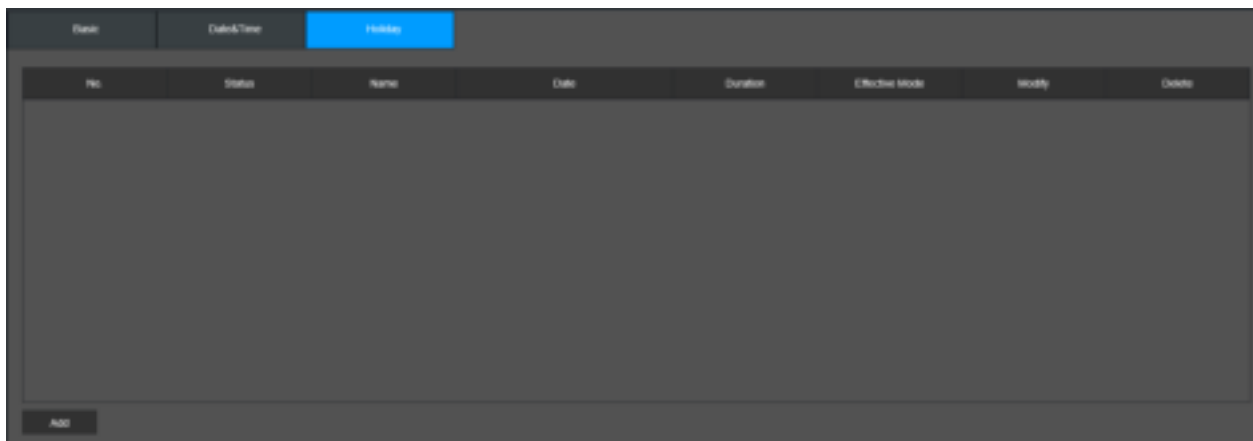 Basic Date&Time Holiday
No. Status Name Date Duration Effective Mode Modify Delete
Add